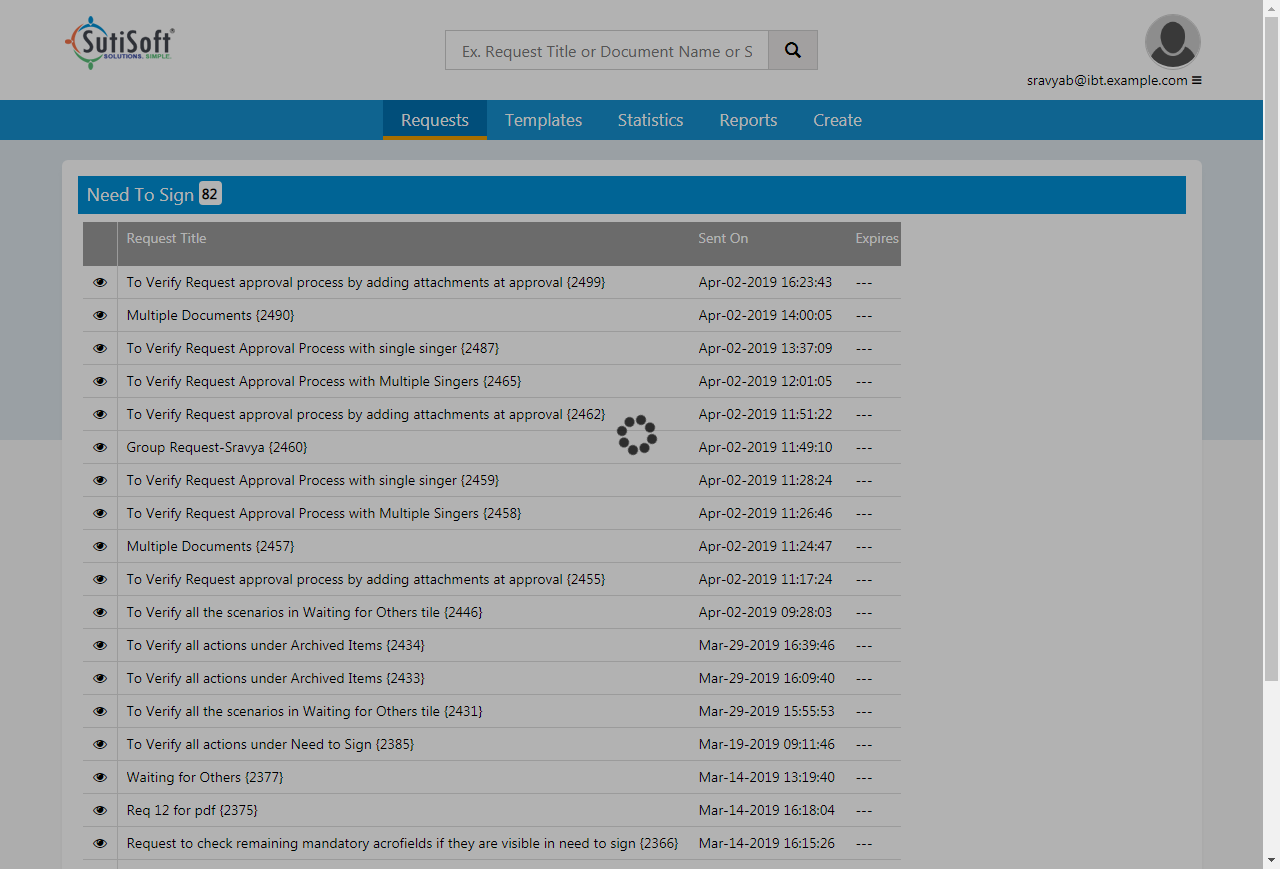 SutiSoft®
SOLUTIONS. SIMPLE.
Ex. Request Title or Document Name or S
sravyab@ibt.example.com
Requests Templates Statistics Reports Create
Need To Sign 82
Request Title Sent On Expires
To Verify Request approval process by adding attachments at approval {2499} Apr-02-2019 16:23:43 ---
Multiple Documents {2490} Apr-02-2019 14:00:05 ---
To Verify Request Approval Process with single singer {2487} Apr-02-2019 13:37:09 ---
To Verify Request Approval Process with Multiple Singers {2465} Apr-02-2019 12:01:05 ---
To Verify Request approval process by adding attachments at approval {2462} Apr-02-2019 11:51:22 ---
Group Request-Sravya {2460} Apr-02-2019 11:49:10 ---
To Verify Request Approval Process with single singer {2459} Apr-02-2019 11:28:24 ---
To Verify Request Approval Process with Multiple Singers {2458} Apr-02-2019 11:26:46 ---
Multiple Documents {2457} Apr-02-2019 11:24:47 ---
To Verify Request approval process by adding attachments at approval {2455} Apr-02-2019 11:17:24 ---
To Verify all the scenarios in Waiting for Others tile {2446} Apr-02-2019 09:28:03 ---
To Verify all actions under Archived Items {2434} Mar-29-2019 16:39:46 ---
To Verify all actions under Archived Items {2433} Mar-29-2019 16:09:40 ---
To Verify all the scenarios in Waiting for Others tile {2431} Mar-29-2019 15:55:53 ---
To Verify all actions under Need to Sign {2385} Mar-19-2019 09:11:46 ---
Waiting for Others {2377} Mar-14-2019 13:19:40 ---
Req 12 for pdf {2375} Mar-14-2019 16:18:04 ---
Request to check remaining mandatory acrofields if they are visible in need to sign {2366} Mar-14-2019 16:15:26 ---